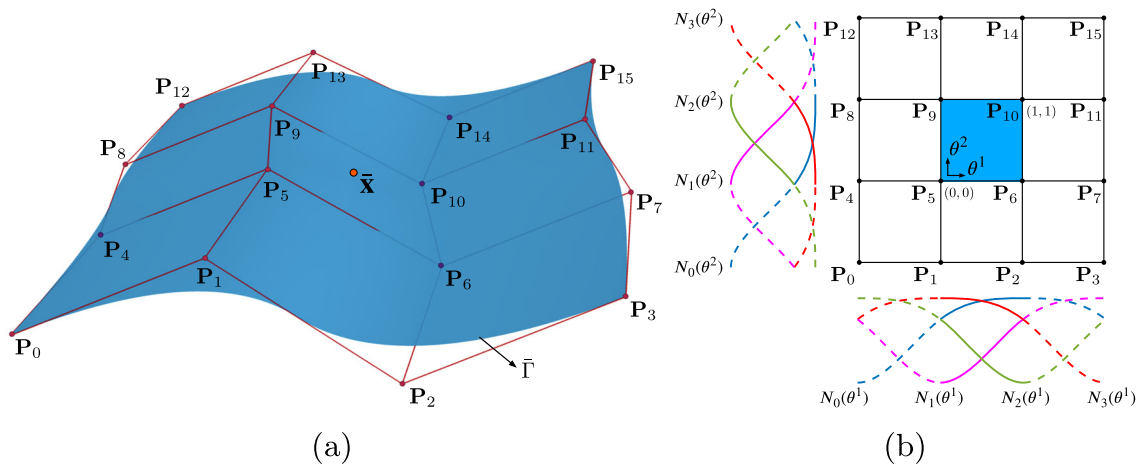 P₁₃
P₁₅
P₁₂
P₉
P₁₄
P₈
P₁₁
x̄
P₅
P₁₀
P₇
P₄
P₁
P₆
P₃
P₀
Γ̄
P₂
(a)
N₃(θ²)
P₁₂ P₁₃ P₁₄ P₁₅
N₂(θ²)
P₈ P₉ P₁₀ (1, 1) P₁₁
θ²
θ¹
N₁(θ²)
P₄ P₅ (0, 0) P₆ P₇
N₀(θ²)
P₀ P₁ P₂ P₃
N₀(θ¹) N₁(θ¹) N₂(θ¹) N₃(θ¹)
(b)